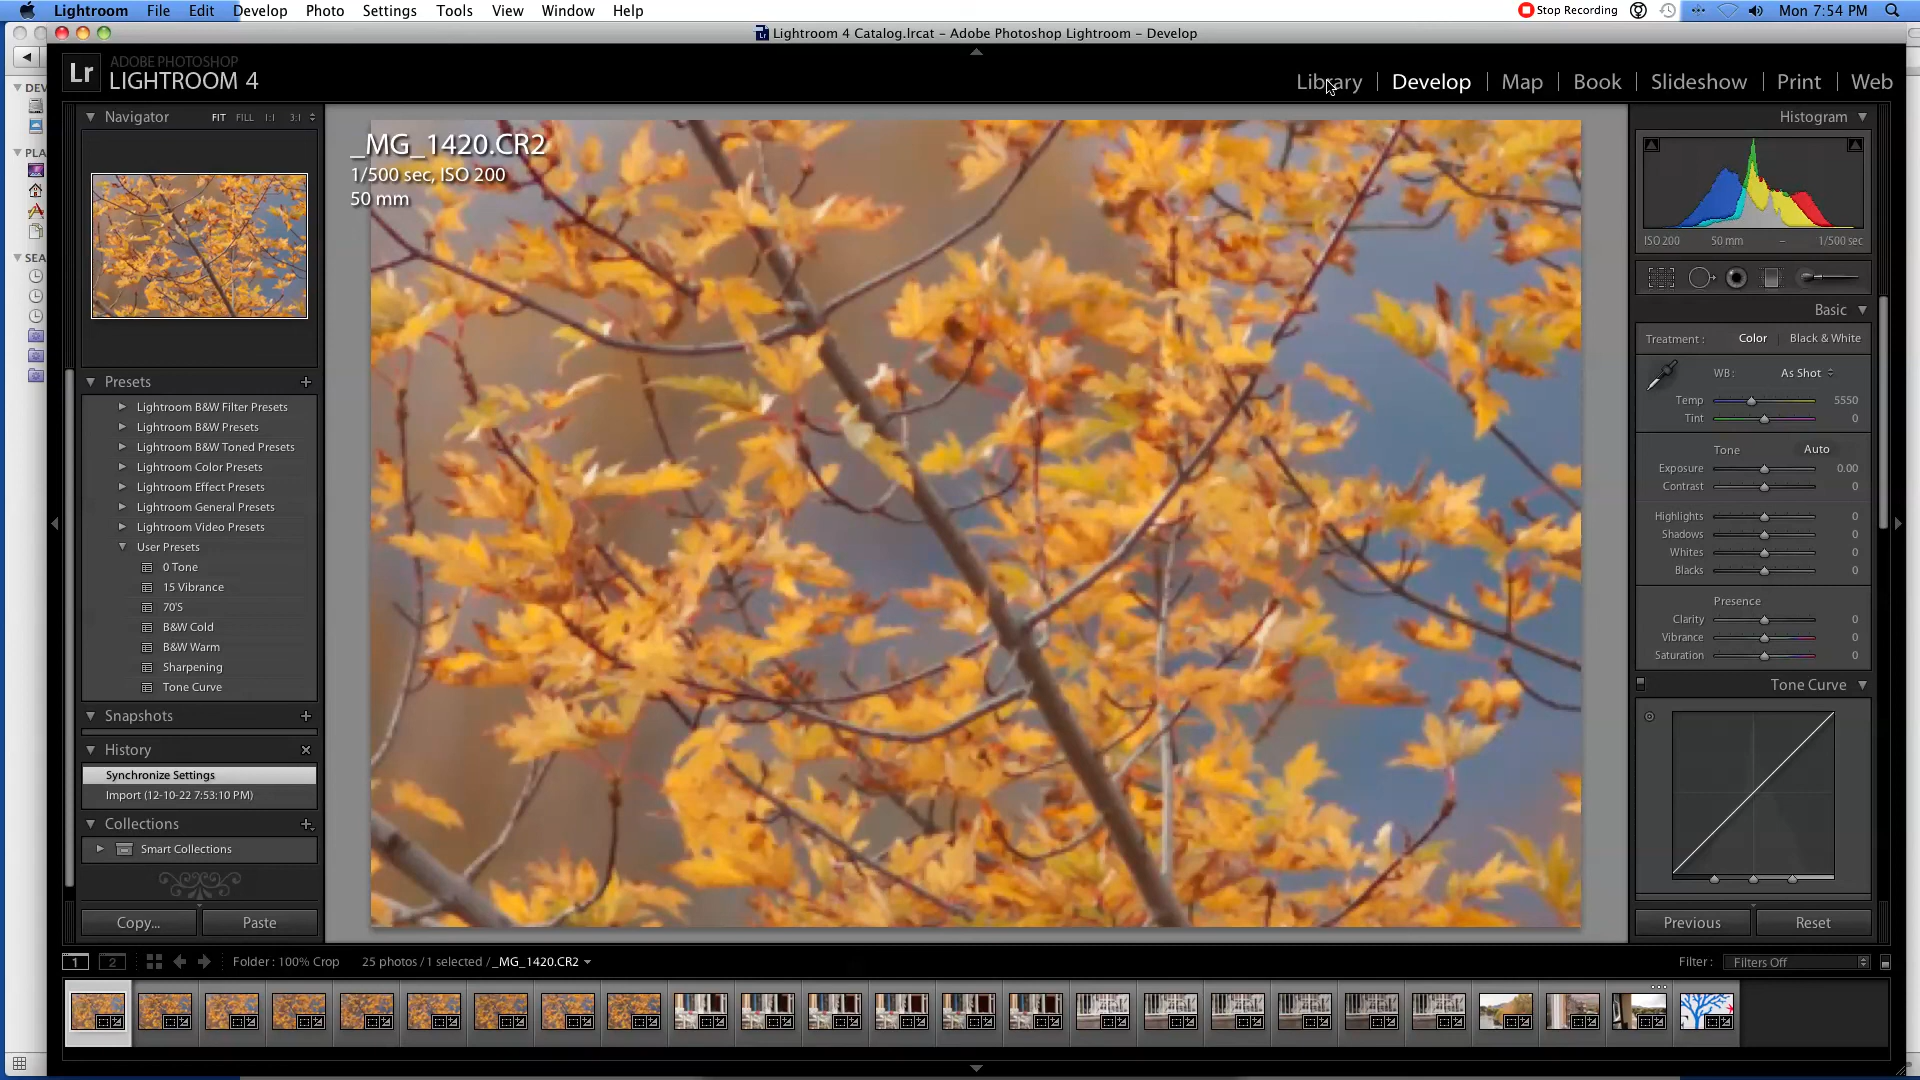 Lightroom File Edit Develop Photo Settings Tools View Window Help Stop Recording Mon 7:54 PM
Lightroom 4 Catalog.lrcat – Adobe Photoshop Lightroom – Develop
Lr ADOBE PHOTOSHOP
LIGHTROOM 4
Library | Develop | Map | Book | Slideshow | Print | Web
DEV
PLA
SEA
Navigator FIT FILL 1:1 3:1
Presets +
Lightroom B&W Filter Presets
Lightroom B&W Presets
Lightroom B&W Toned Presets
Lightroom Color Presets
Lightroom Effect Presets
Lightroom General Presets
Lightroom Video Presets
User Presets
0 Tone
15 Vibrance
70'S
B&W Cold
B&W Warm
Sharpening
Tone Curve
Snapshots +
History ×
Synchronize Settings
Import (12-10-22 7:53:10 PM)
Collections +
Smart Collections
Copy... Paste
_MG_1420.CR2
1/500 sec, ISO 200
50 mm
Histogram
ISO 200 50 mm – 1/500 sec
Basic
Treatment : Color | Black & White
WB : As Shot
Temp 5550
Tint 0
Tone Auto
Exposure 0.00
Contrast 0
Highlights 0
Shadows 0
Whites 0
Blacks 0
Presence
Clarity 0
Vibrance 0
Saturation 0
Tone Curve
Previous Reset
1 2 Folder : 100% Crop 25 photos / 1 selected / _MG_1420.CR2 Filter : Filters Off